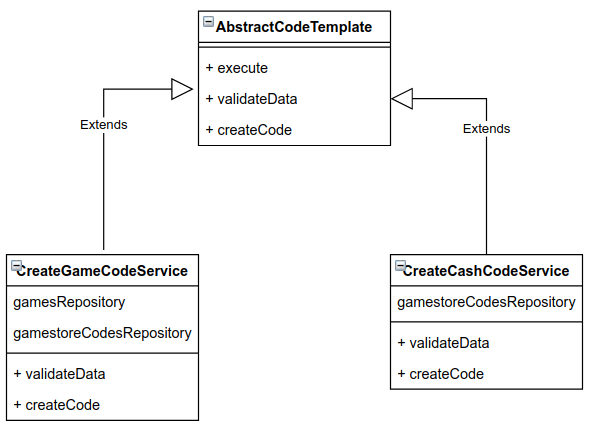 AbstractCodeTemplate
+ execute
+ validateData
+ createCode
Extends
Extends
CreateGameCodeService
gamesRepository
gamestoreCodesRepository
+ validateData
+ createCode
CreateCashCodeService
gamestoreCodesRepository
+ validateData
+ createCode